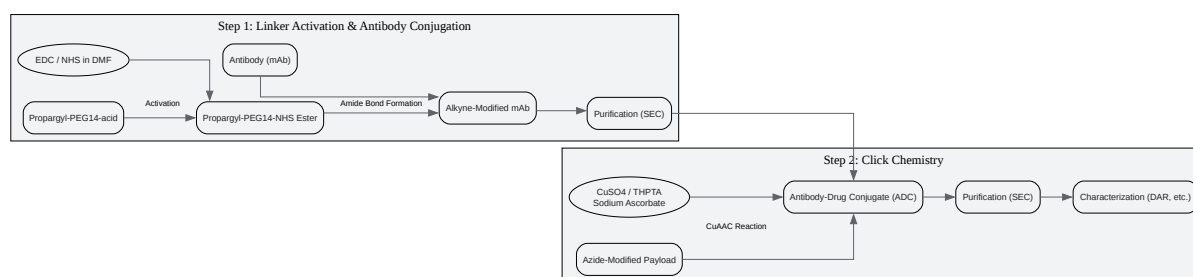 Step 1: Linker Activation & Antibody Conjugation
EDC / NHS in DMF
Antibody (mAb)
Propargyl-PEG14-acid
Activation
Propargyl-PEG14-NHS Ester
Amide Bond Formation
Alkyne-Modified mAb
Purification (SEC)
Step 2: Click Chemistry
CuSO4 / THPTA
Sodium Ascorbate
Antibody-Drug Conjugate (ADC)
Purification (SEC)
Characterization (DAR, etc.)
CuAAC Reaction
Azide-Modified Payload